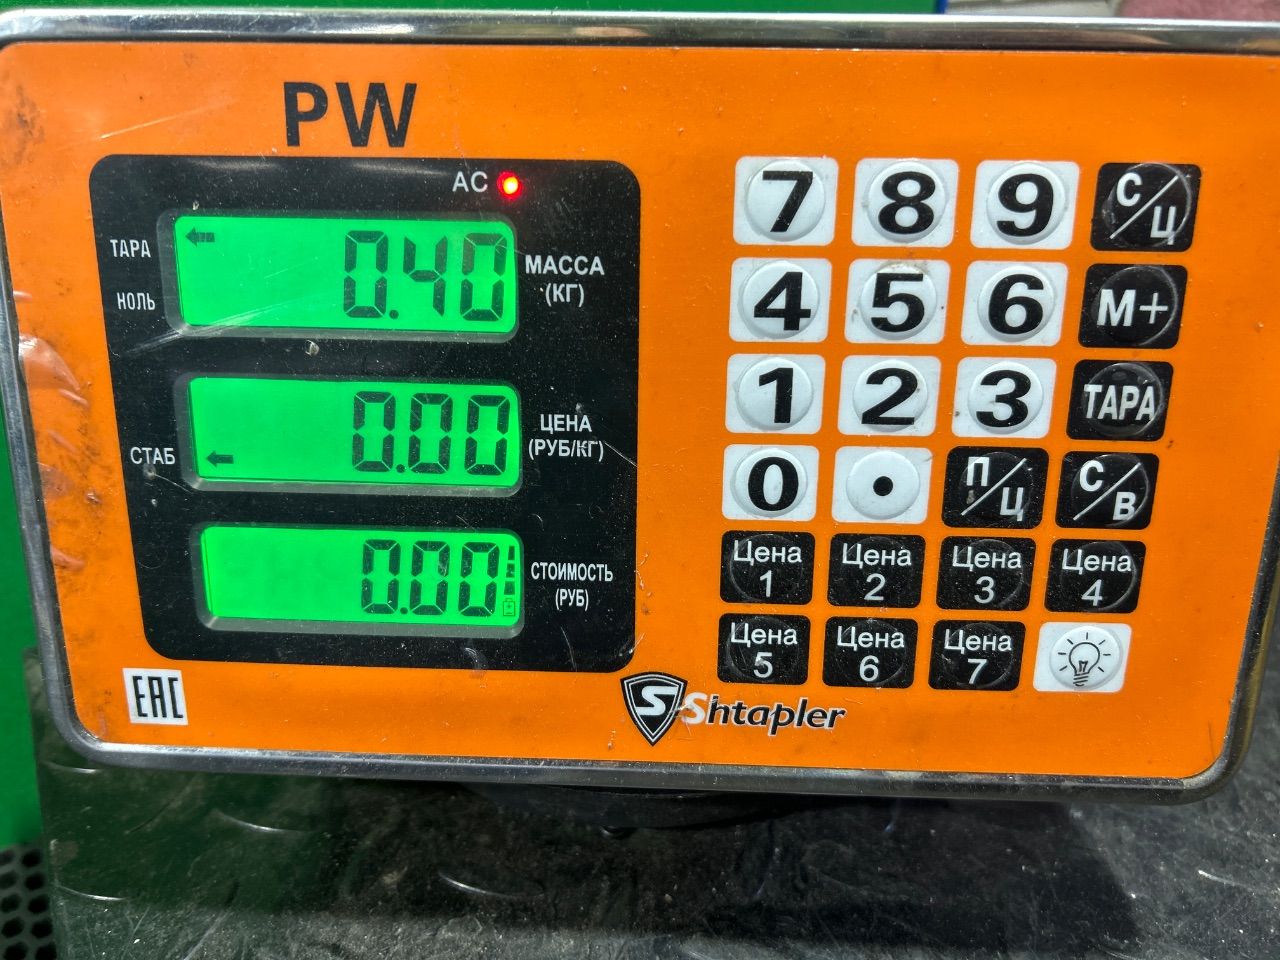 PW
AC
ТАРА
0.40
МАССА
(КГ)
НОЛЬ
0.00
ЦЕНА
(РУБ/КГ)
СТАБ
0.00
СТОИМОСТЬ
(РУБ)
7 8 9 С/Ц
4 5 6 М+
1 2 3 ТАРА
0 . П/Ц С/В
Цена 1 Цена 2 Цена 3 Цена 4
Цена 5 Цена 6 Цена 7
EAC
S Shtapler